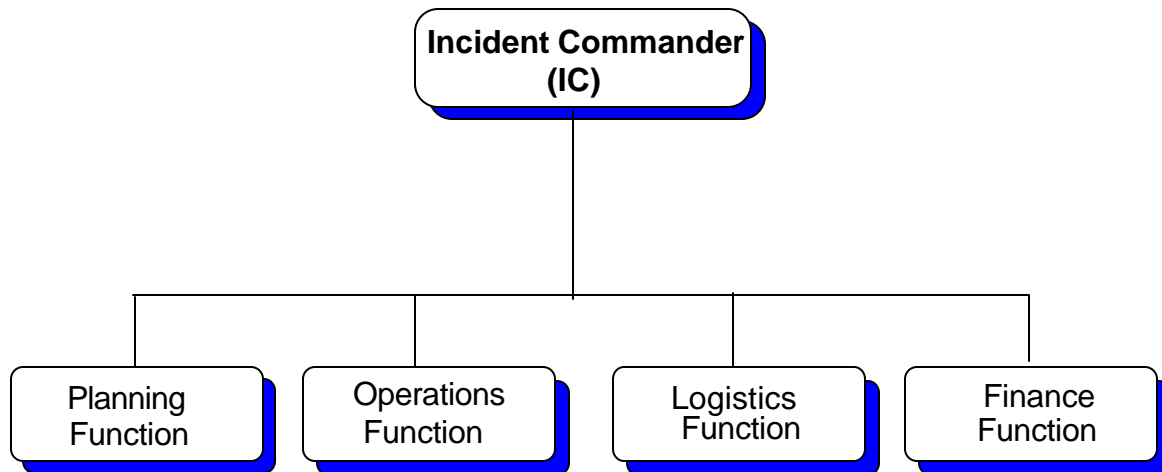 Incident Commander
(IC)
Planning
Function
Operations
Function
Logistics
Function
Finance
Function